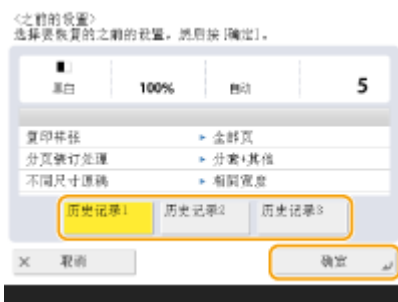 <之前的设置>
选择要恢复的之前的设置，然后按[确定]。
黑白 100% 自动 5
复印样张 ▸ 全部页
分页装订处理 ▸ 分套+其他
不同尺寸原稿 ▸ 相同宽度
历史记录1 历史记录2 历史记录3
× 取消 确定